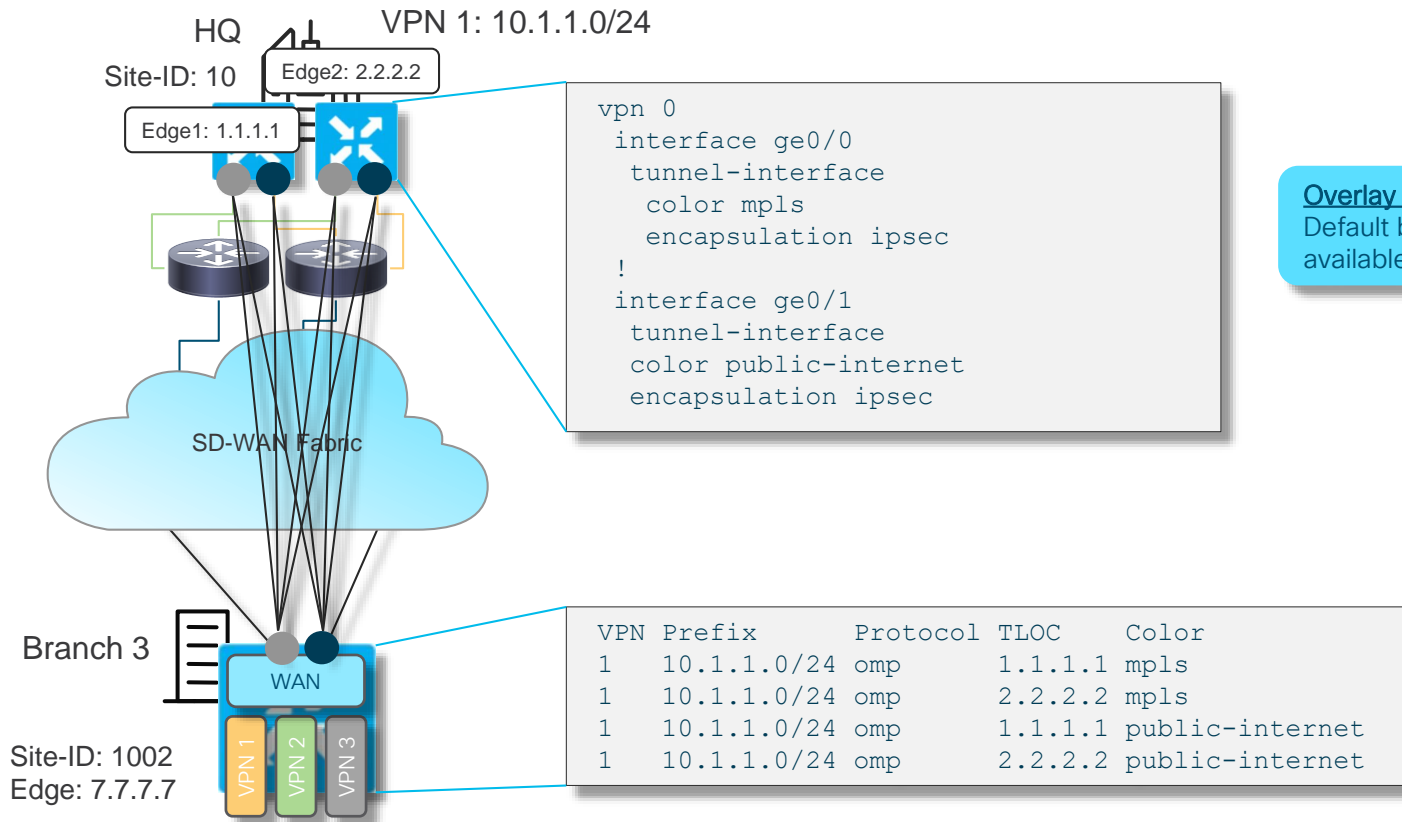 HQ
VPN 1: 10.1.1.0/24
Site-ID: 10
Edge2: 2.2.2.2
Edge1: 1.1.1.1
vpn 0
interface ge0/0
tunnel-interface
color mpls
encapsulation ipsec
!
interface ge0/1
tunnel-interface
color public-internet
encapsulation ipsec
Overlay
Default
available
SD-WAN Fabric
Branch 3
WAN
VPN 1
VPN 2
VPN 3
Site-ID: 1002
Edge: 7.7.7.7
VPN Prefix Protocol TLOC Color
1 10.1.1.0/24 omp 1.1.1.1 mpls
1 10.1.1.0/24 omp 2.2.2.2 mpls
1 10.1.1.0/24 omp 1.1.1.1 public-internet
1 10.1.1.0/24 omp 2.2.2.2 public-internet